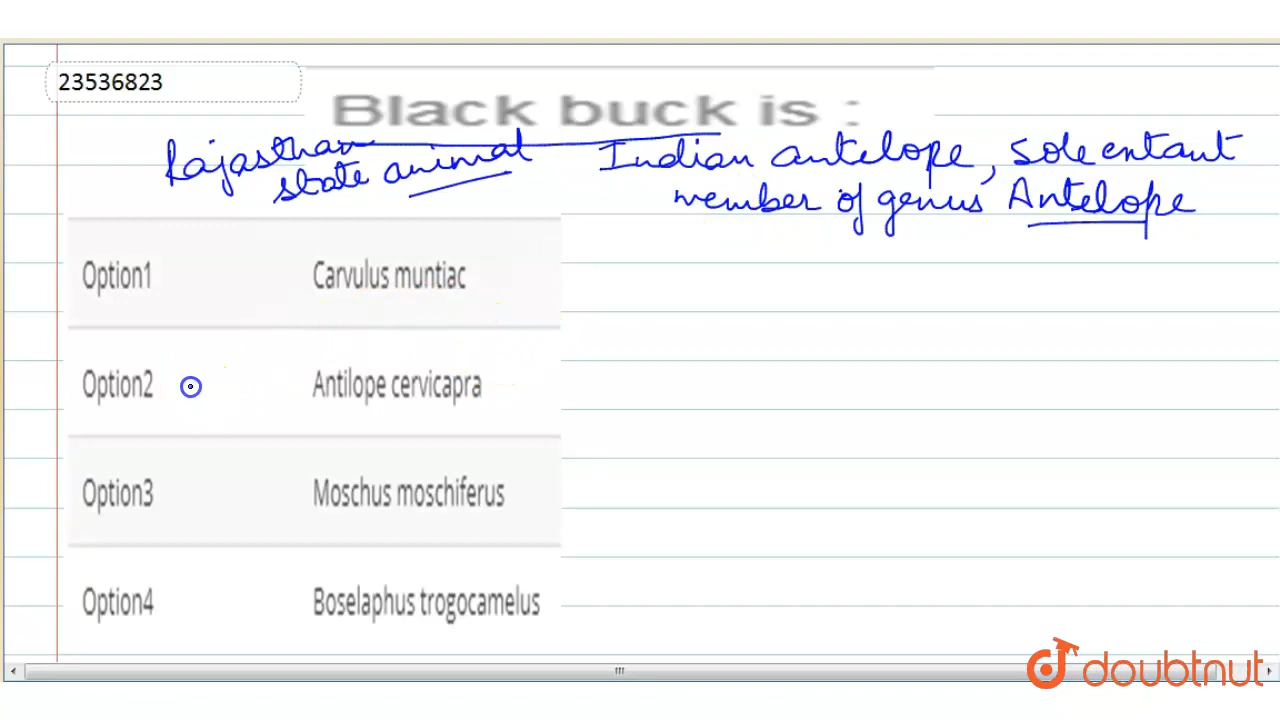 23536823
Black buck is :
Rajasthan
state animal
Indian antelope, sole entant
member of genus Antelope
Option1 Carvulus muntiac
Option2 Antilope cervicapra
Option3 Moschus moschiferus
Option4 Boselaphus trogocamelus
doubtnut